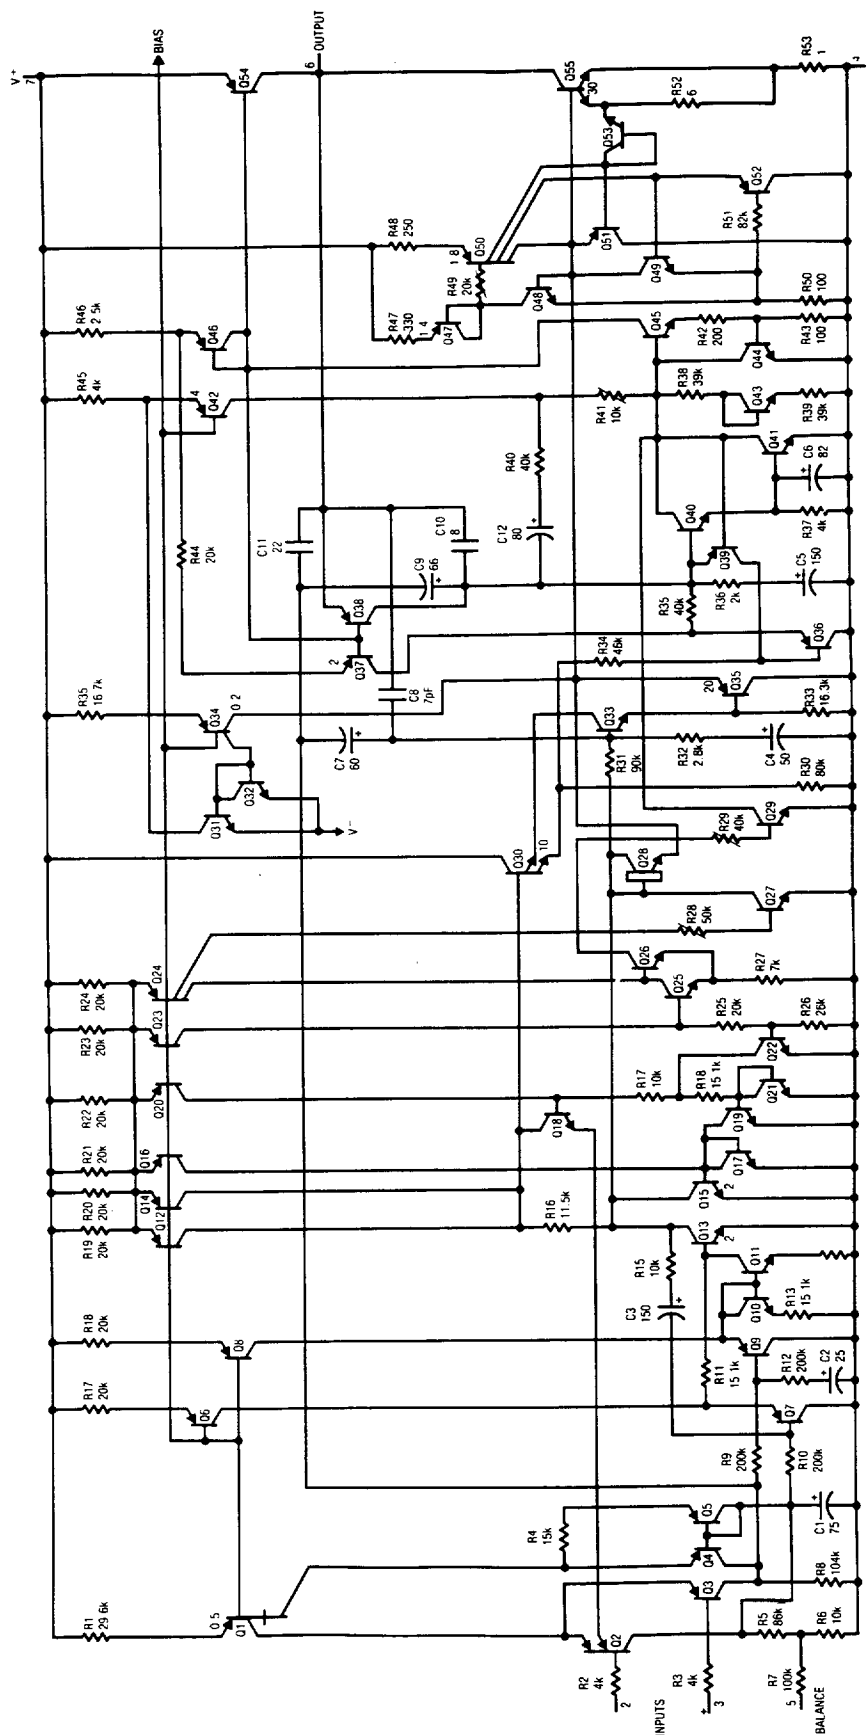 V+
7
BIAS
OUTPUT
6
Q54
Q55
30
R53
1
R52
6
Q53
4
R46
2.5k
R45
4k
Q46
Q42
4
R48
250
R47
330
1 8
Q50
R49
20k
1 4
Q47
Q48
Q51
Q49
Q52
R51
82k
R50
100
Q45
R42
200
R43
100
Q44
R41
10k
R38
39k
Q43
R39
39k
R40
40k
C12
80
Q40
Q41
C6
82
R37
4k
Q39
R36
2k
C5
150
R35
40k
R44
20k
C11
22
C10
8
C9
66
Q38
2
Q37
C8
7pF
C7
60
R34
46k
Q36
20
Q35
R33
16.3k
Q33
R31
90k
R32
2.8k
C4
50
R30
80k
R35
16.7k
Q34
0 2
Q32
Q31
V-
Q30
10
R29
40k
Q29
Q28
Q27
R28
50k
Q26
Q25
R27
7k
R24
20k
Q24
R23
20k
Q23
R25
20k
R26
26k
Q22
R22
20k
Q20
R17
10k
R18
15 1k
Q21
Q19
Q18
R21
20k
Q16
R20
20k
Q14
R19
20k
Q12
Q17
Q15
2
R16
11.5k
Q13
2
R15
10k
C3
150
Q11
Q10
R13
15 1k
R18
20k
Q8
R17
20k
Q6
Q9
R11
15 1k
R12
200k
C2
25
Q7
R9
200k
R10
200k
R4
15k
Q5
Q4
C1
75
Q3
R8
104k
R1
29 6k
0 5
Q1
Q2
R5
86k
R6
10k
R2
4k
2
INPUTS
R3
4k
+
3
R7
100k
5
BALANCE